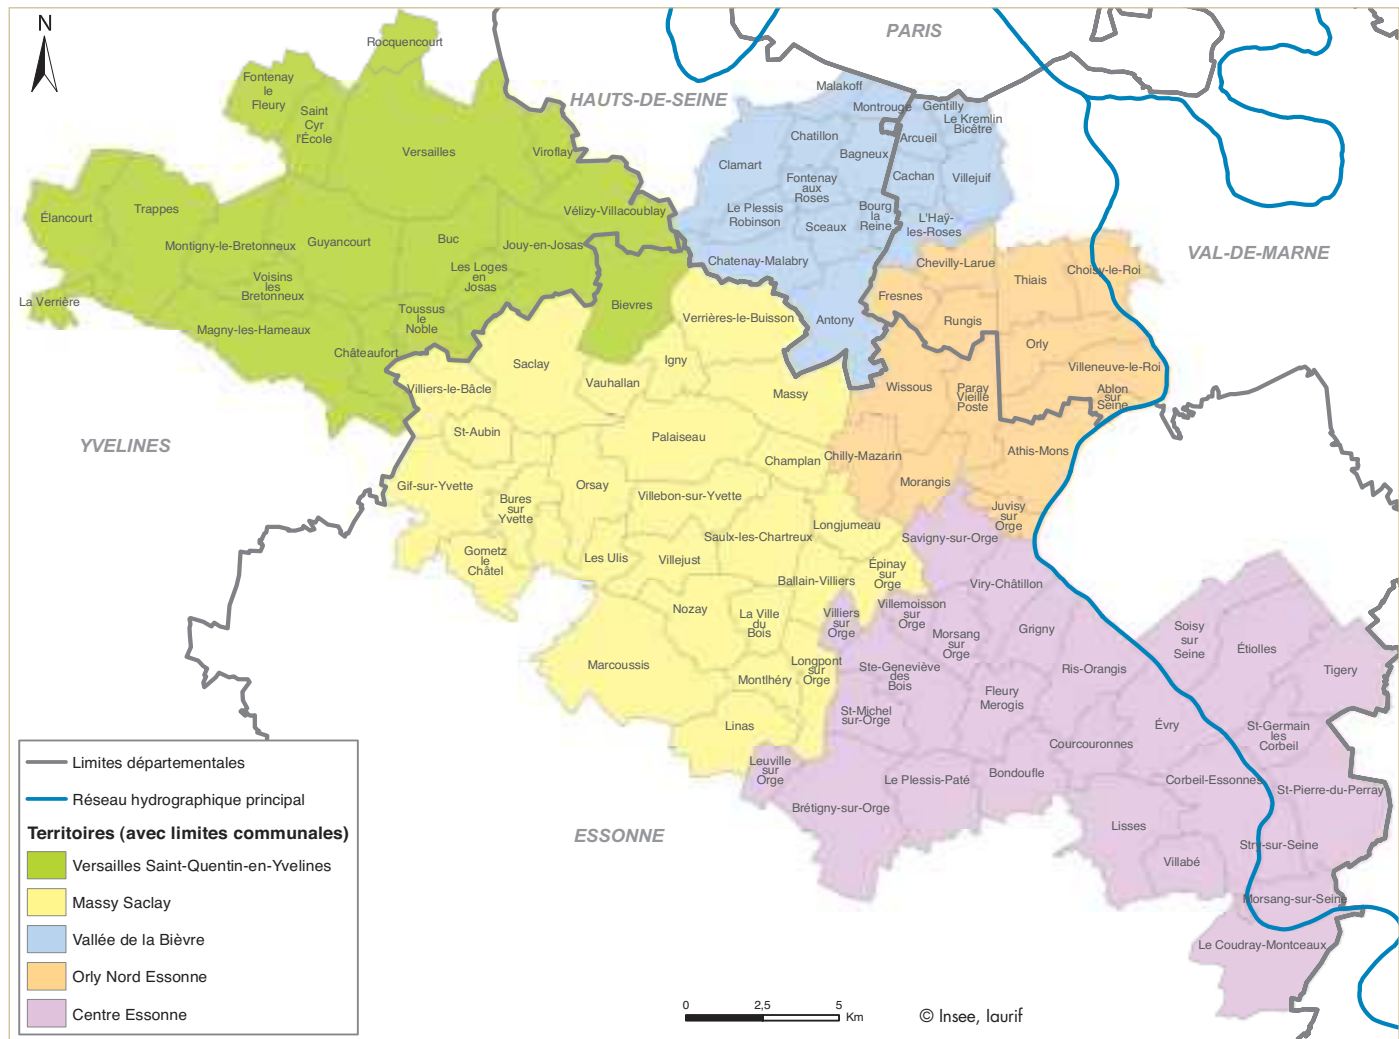 N
PARIS
Rocquencourt
HAUTS-DE-SEINE
Fontenay
le
Fleury
Malakoff
Montrouge
Gentilly
Le Kremlin
Bicêtre
Saint
Cyr
l'École
Chatillon
Arcueil
Versailles
Viroflay
Bagneux
Clamart
Cachan
Villejuif
Fontenay
aux
Roses
Élancourt
Trappes
Vélizy-Villacoublay
Le Plessis
Robinson
Sceaux
Bourg
la
Reine
L'Haÿ-
les-Roses
Montigny-le-Bretonneux
Guyancourt
Buc
Jouy-en-Josas
VAL-DE-MARNE
Chatenay-Malabry
Chevilly-Larue
Choisy-le-Roi
Thiais
Voisins
les
Bretonneux
Les Loges
en
Josas
La Verrière
Bievres
Fresnes
Toussus
le
Noble
Verrières-le-Buisson
Antony
Rungis
Magny-les-Hameaux
Châteaufort
Orly
Saclay
Igny
Villeneuve-le-Roi
Villiers-le-Bâcle
Vauhallan
Massy
Wissous
Paray
Vieille
Poste
Ablon
sur
Seine
YVELINES
St-Aubin
Palaiseau
Champlan
Chilly-Mazarin
Athis-Mons
Gif-sur-Yvette
Bures
sur
Yvette
Orsay
Villebon-sur-Yvette
Morangis
Juvisy
sur
Orge
Longjumeau
Saulx-les-Chartreux
Savigny-sur-Orge
Gometz
le
Châtel
Les Ulis
Villejust
Ballain-Villiers
Épinay
sur
Orge
Viry-Châtillon
Nozay
La Ville
du
Bois
Villiers
sur
Orge
Villemoisson
sur
Orge
Morsang
sur
Orge
Grigny
Soisy
sur
Seine
Étiolles
Tigery
Marcoussis
Montlhéry
Longpont
sur
Orge
Ste-Geneviève
des
Bois
Ris-Orangis
Fleury
Merogis
Linas
St-Michel
sur-Orge
Évry
St-Germain
les
Corbeil
Courcouronnes
Leuville
sur
Orge
Le Plessis-Paté
Bondoufle
Corbeil-Essonnes
St-Pierre-du-Perray
Brétigny-sur-Orge
Lisses
ESSONNE
Stry-sur-Seine
Villabé
Morsang-sur-Seine
Le Coudray-Montceaux
Limites départementales
Réseau hydrographique principal
Territoires (avec limites communales)
Versailles Saint-Quentin-en-Yvelines
Massy Saclay
Vallée de la Bièvre
Orly Nord Essonne
Centre Essonne
0 2,5 5
Km
© Insee, Iaurif